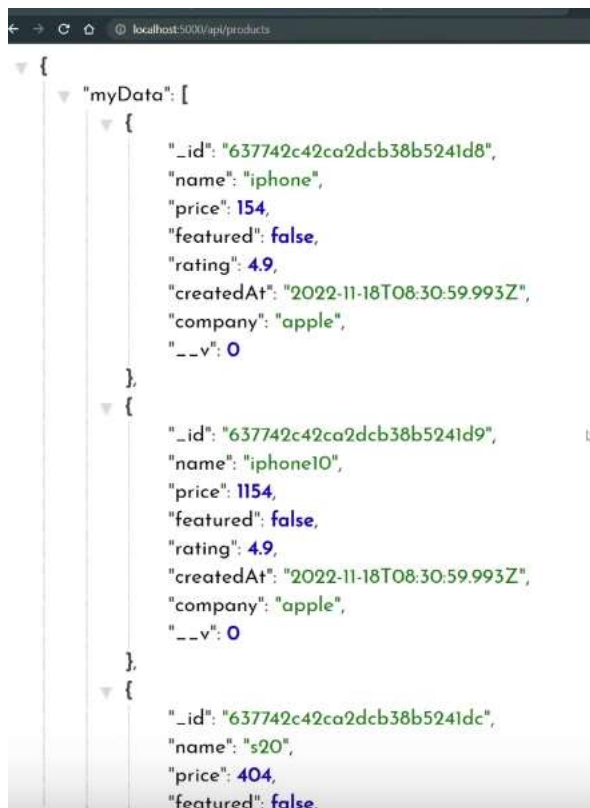 localhost:5000/api/products
{
"myData": [
{
"_id": "637742c42ca2dcb38b5241d8",
"name": "iphone",
"price": 154,
"featured": false,
"rating": 4.9,
"createdAt": "2022-11-18T08:30:59.993Z",
"company": "apple",
"__v": 0
},
{
"_id": "637742c42ca2dcb38b5241d9",
"name": "iphone10",
"price": 1154,
"featured": false,
"rating": 4.9,
"createdAt": "2022-11-18T08:30:59.993Z",
"company": "apple",
"__v": 0
},
{
"_id": "637742c42ca2dcb38b5241dc",
"name": "s20",
"price": 404,
"featured": false,